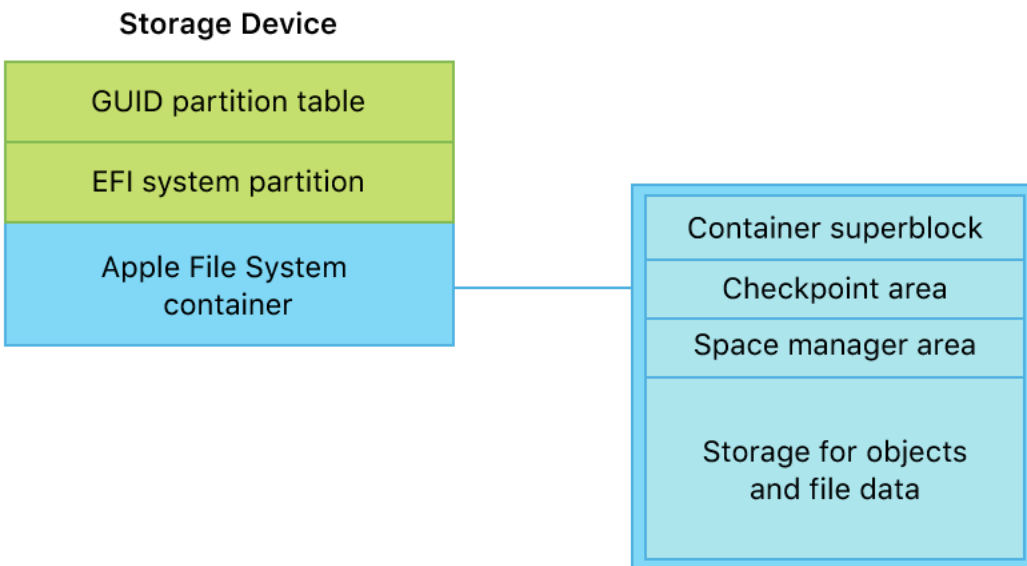 Storage Device
GUID partition table
EFI system partition
Apple File System
container
Container superblock
Checkpoint area
Space manager area
Storage for objects
and file data